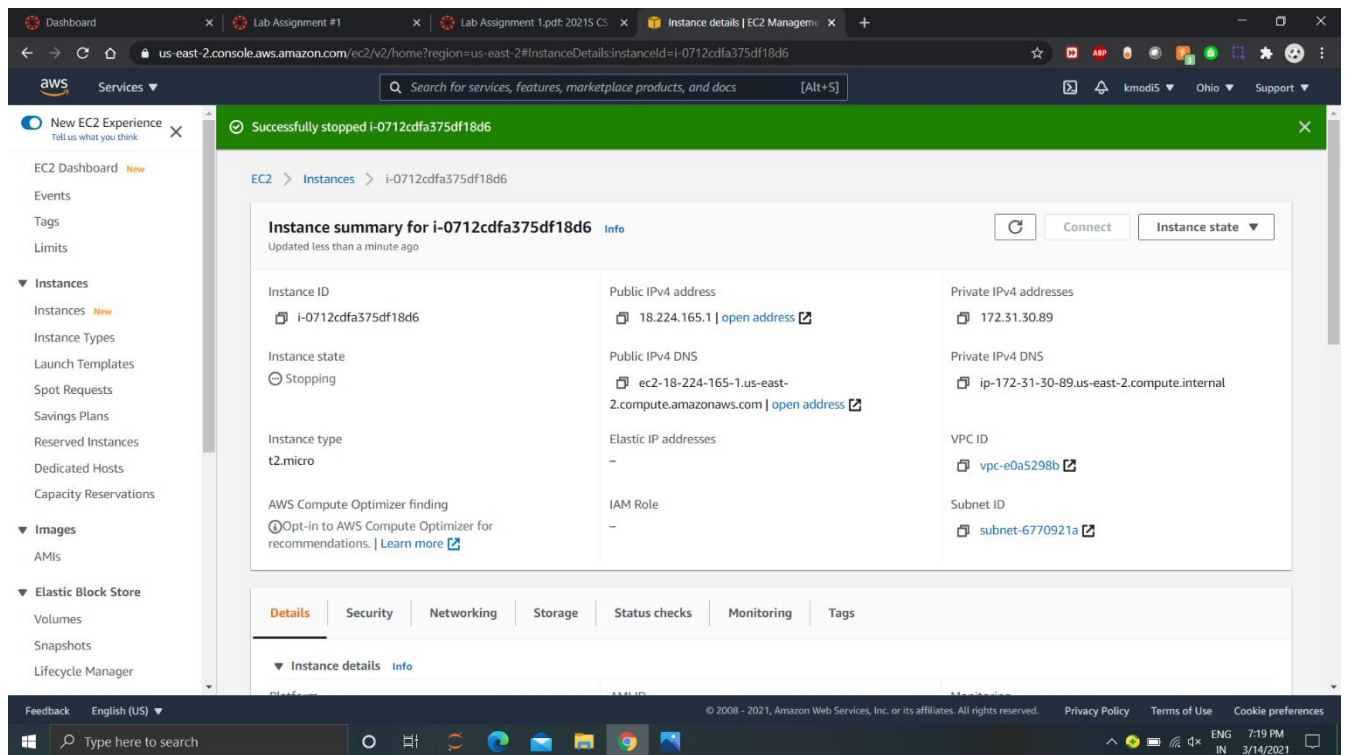 Dashboard
Lab Assignment #1
Lab Assignment 1.pdf: 2021S CS
Instance details | EC2 Manageme
us-east-2.console.aws.amazon.com/ec2/v2/home?region=us-east-2#InstanceDetails:instanceId=i-0712cdfa375df18d6
ABP
aws
Services ▼
Search for services, features, marketplace products, and docs [Alt+S]
kmodi5 ▼
Ohio ▼
Support ▼
New EC2 Experience
Tell us what you think
Successfully stopped i-0712cdfa375df18d6
EC2 Dashboard New
Events
Tags
Limits
▼ Instances
Instances New
Instance Types
Launch Templates
Spot Requests
Savings Plans
Reserved Instances
Dedicated Hosts
Capacity Reservations
▼ Images
AMIs
▼ Elastic Block Store
Volumes
Snapshots
Lifecycle Manager
EC2 > Instances > i-0712cdfa375df18d6
Instance summary for i-0712cdfa375df18d6 Info
Updated less than a minute ago
Connect
Instance state ▼
Instance ID
i-0712cdfa375df18d6
Public IPv4 address
18.224.165.1 | open address
Private IPv4 addresses
172.31.30.89
Instance state
Stopping
Public IPv4 DNS
ec2-18-224-165-1.us-east-
2.compute.amazonaws.com | open address
Private IPv4 DNS
ip-172-31-30-89.us-east-2.compute.internal
Instance type
t2.micro
Elastic IP addresses
–
VPC ID
vpc-e0a5298b
AWS Compute Optimizer finding
Opt-in to AWS Compute Optimizer for
recommendations. | Learn more
IAM Role
–
Subnet ID
subnet-6770921a
Details
Security
Networking
Storage
Status checks
Monitoring
Tags
▼ Instance details Info
Platform
AMI ID
Monitoring
Feedback
English (US) ▼
© 2008 - 2021, Amazon Web Services, Inc. or its affiliates. All rights reserved.
Privacy Policy
Terms of Use
Cookie preferences
Type here to search
ENG
IN
7:19 PM
3/14/2021